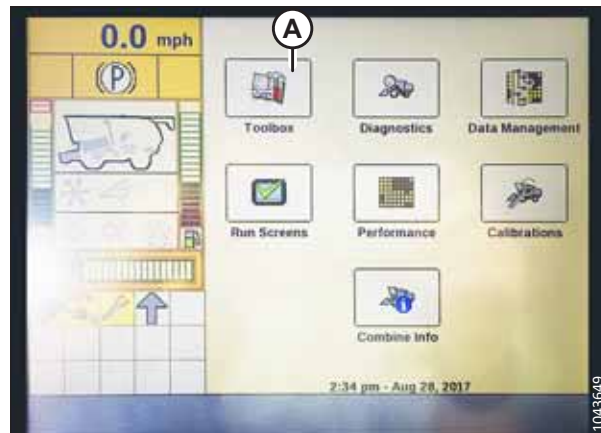 0.0 mph
A
(P)
Toolbox
Diagnostics
Data Management
Run Screens
Performance
Calibrations
Combine Info
2:34 pm - Aug 28, 2017
1043649